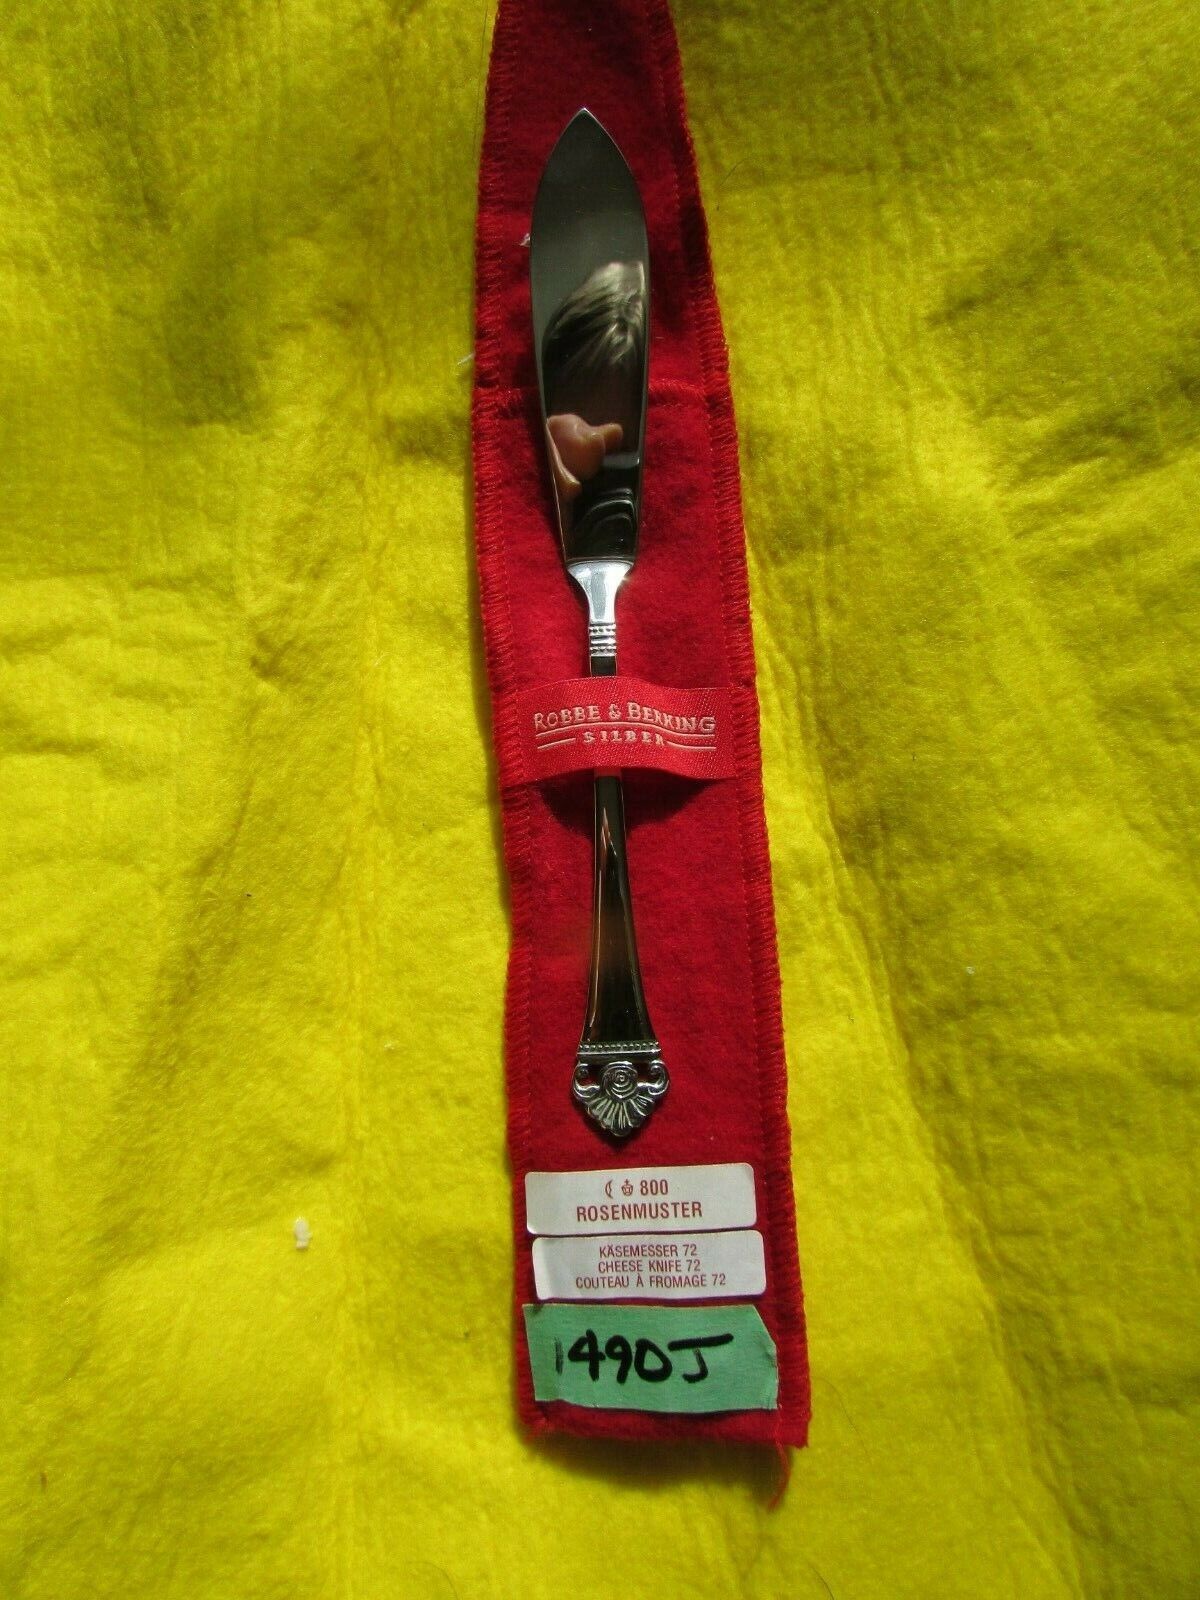 ROBBE & BERKING
SILBER
800
ROSENMUSTER
KÄSEMESSER 72
CHEESE KNIFE 72
COUTEAU À FROMAGE 72
1490J